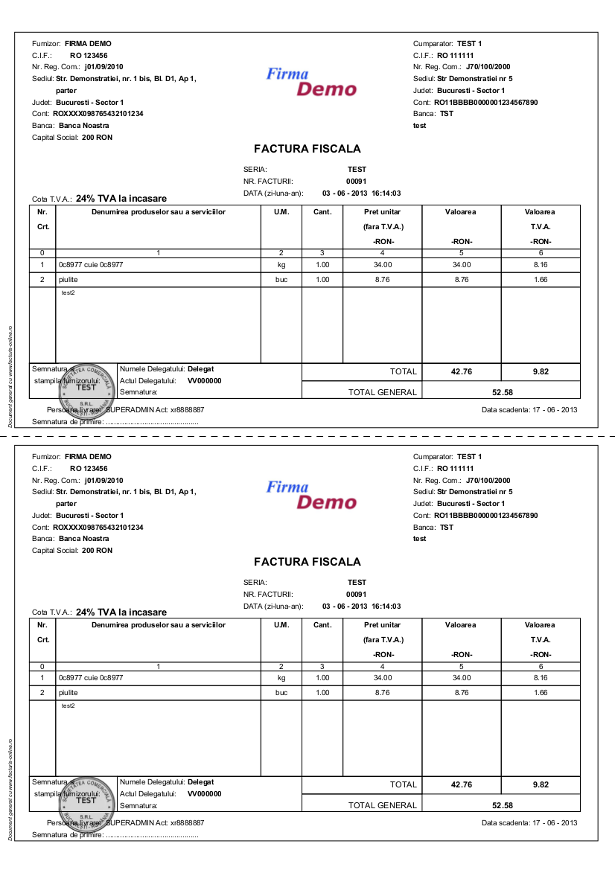 Furnizor: FIRMA DEMO
C.I.F.: RO 123456
Nr. Reg. Com.: j01/09/2010
Sediul: Str. Demonstratiei, nr. 1 bis, Bl. D1, Ap 1,
parter
Judet: Bucuresti - Sector 1
Cont: ROXXXX098765432101234
Banca: Banca Noastra
Capital Social: 200 RON
Firma
Demo
Cumparator: TEST 1
C.I.F.: RO 111111
Nr. Reg. Com.: J70/100/2000
Sediul: Str Demonstratiei nr 5
Judet: Bucuresti - Sector 1
Cont: RO11BBBB0000001234567890
Banca: TST
test
FACTURA FISCALA
SERIA: TEST
NR. FACTURII: 00091
DATA (zi-luna-an): 03 - 06 - 2013 16:14:03
Cota T.V.A.: 24% TVA la incasare
Nr. Crt. Denumirea produselor sau a serviciilor U.M. Cant. Pret unitar (fara T.V.A.) -RON- Valoarea -RON- Valoarea T.V.A. -RON-
0 1 2 3 4 5 6
1 0c8977 cuie 0c8977 kg 1.00 34.00 34.00 8.16
2 piulite buc 1.00 8.76 8.76 1.66
test2
Semnatura si
stampila furnizorului:
SOCIETATEA COMERCIALA
TEST
S.R.L.
BUCURESTI - ROMANIA
Numele Delegatului: Delegat
Actul Delegatului: VV000000
Semnatura:
TOTAL 42.76 9.82
TOTAL GENERAL 52.58
Persoana livrare: SUPERADMIN Act: xr8888887
Data scadenta: 17 - 06 - 2013
Semnatura de primire: ..............................................
Document generat cu www.facturis-online.ro
Furnizor: FIRMA DEMO
C.I.F.: RO 123456
Nr. Reg. Com.: j01/09/2010
Sediul: Str. Demonstratiei, nr. 1 bis, Bl. D1, Ap 1,
parter
Judet: Bucuresti - Sector 1
Cont: ROXXXX098765432101234
Banca: Banca Noastra
Capital Social: 200 RON
Firma
Demo
Cumparator: TEST 1
C.I.F.: RO 111111
Nr. Reg. Com.: J70/100/2000
Sediul: Str Demonstratiei nr 5
Judet: Bucuresti - Sector 1
Cont: RO11BBBB0000001234567890
Banca: TST
test
FACTURA FISCALA
SERIA: TEST
NR. FACTURII: 00091
DATA (zi-luna-an): 03 - 06 - 2013 16:14:03
Cota T.V.A.: 24% TVA la incasare
Nr. Crt. Denumirea produselor sau a serviciilor U.M. Cant. Pret unitar (fara T.V.A.) -RON- Valoarea -RON- Valoarea T.V.A. -RON-
0 1 2 3 4 5 6
1 0c8977 cuie 0c8977 kg 1.00 34.00 34.00 8.16
2 piulite buc 1.00 8.76 8.76 1.66
test2
Semnatura si
stampila furnizorului:
SOCIETATEA COMERCIALA
TEST
S.R.L.
BUCURESTI - ROMANIA
Numele Delegatului: Delegat
Actul Delegatului: VV000000
Semnatura:
TOTAL 42.76 9.82
TOTAL GENERAL 52.58
Persoana livrare: SUPERADMIN Act: xr8888887
Data scadenta: 17 - 06 - 2013
Semnatura de primire: ..............................................
Document generat cu www.facturis-online.ro